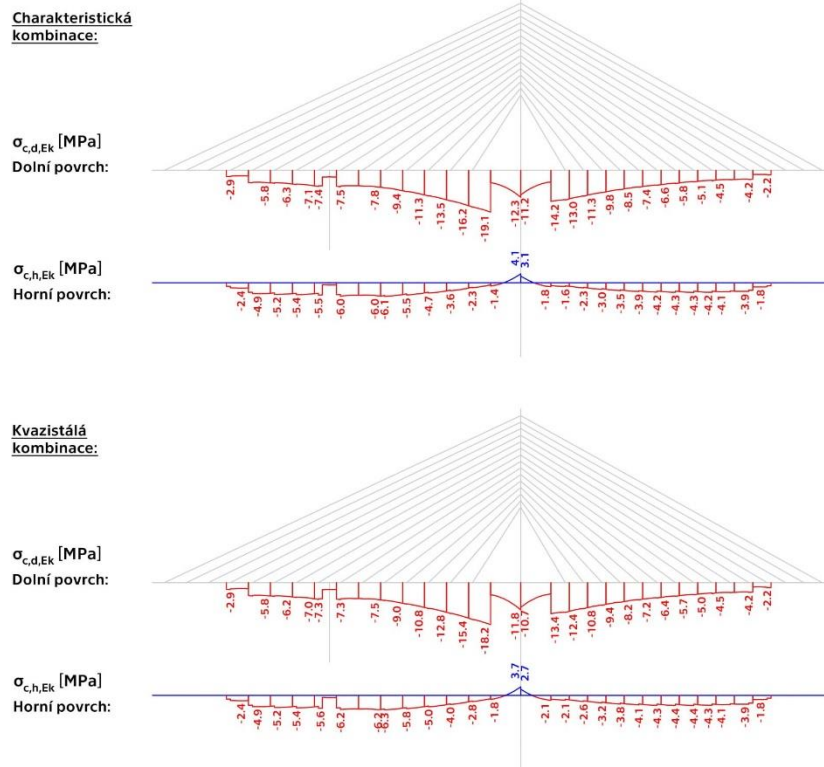 Charakteristická
kombinace:
σc,d,Ek [MPa]
Dolní povrch:
-2.9 -5.8 -6.3 -7.1 -7.4 -7.5 -7.8 -9.4 -11.3 -13.5 -16.2 -19.1 -12.3 -11.2 -14.2 -13.0 -11.3 -9.8 -8.5 -7.4 -6.6 -5.8 -5.1 -4.5 -4.2 -2.2
4.1 3.1
σc,h,Ek [MPa]
Horní povrch:
-2.4 -4.9 -5.2 -5.4 -5.5 -6.0 -6.0 -6.1 -5.5 -4.7 -3.6 -2.3 -1.4 -1.8 -1.6 -2.3 -3.0 -3.5 -3.9 -4.2 -4.3 -4.3 -4.2 -4.1 -3.9 -1.8
Kvazistálá
kombinace:
σc,d,Ek [MPa]
Dolní povrch:
-2.9 -5.8 -6.2 -7.0 -7.3 -7.3 -7.5 -9.0 -10.8 -12.8 -15.4 -18.2 -11.8 -10.7 -13.4 -12.4 -10.8 -9.4 -8.2 -7.2 -6.4 -5.7 -5.0 -4.5 -4.2 -2.2
3.7 2.7
σc,h,Ek [MPa]
Horní povrch:
-2.4 -4.9 -5.2 -5.4 -5.6 -6.2 -6.2 -6.3 -5.8 -5.0 -4.0 -2.8 -1.8 -2.1 -2.1 -2.6 -3.2 -3.8 -4.1 -4.3 -4.4 -4.4 -4.3 -4.1 -3.9 -1.8